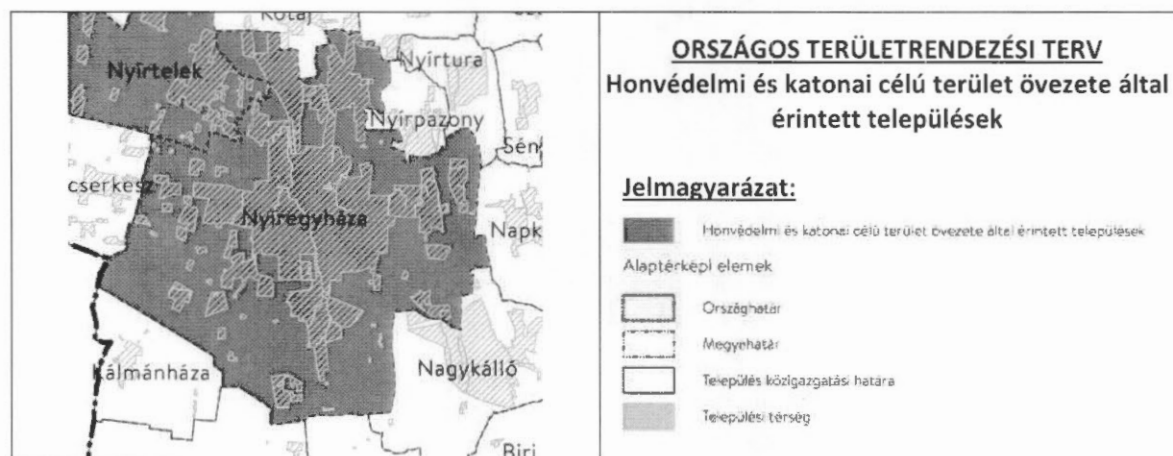 Kótaj
Nyírtelek
Nyírtura
Nyírpazony
Sén
cserkesz
Nyíregyháza
Napk
Kálmánháza
Nagykálló
Biri
ORSZÁGOS TERÜLETRENDEZÉSI TERV
Honvédelmi és katonai célú terület övezete által
érintett települések
Jelmagyarázat:
Honvédelmi és katonai célú terület övezete által érintett települések
Alaptérképi elemek
Országhatár
Megyehatár
Település közigazgatási határa
Települési térség